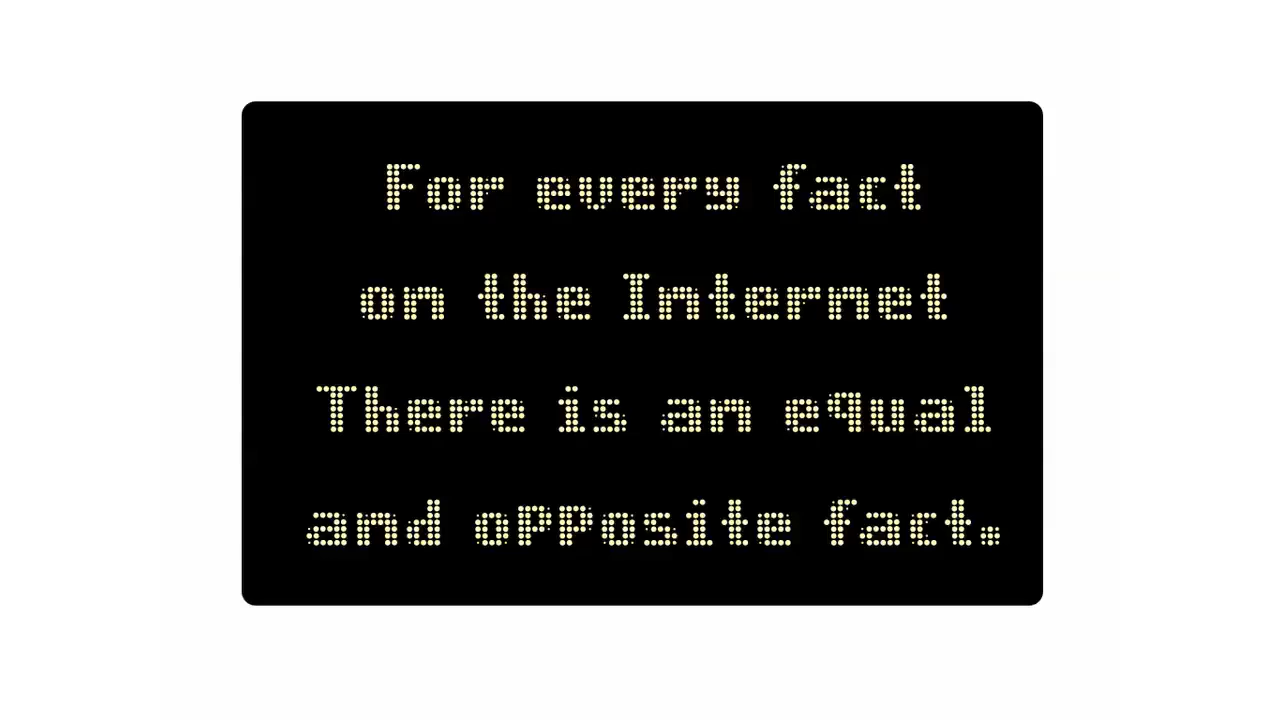 For every fact
on the Internet
There is an equal
and opposite fact.